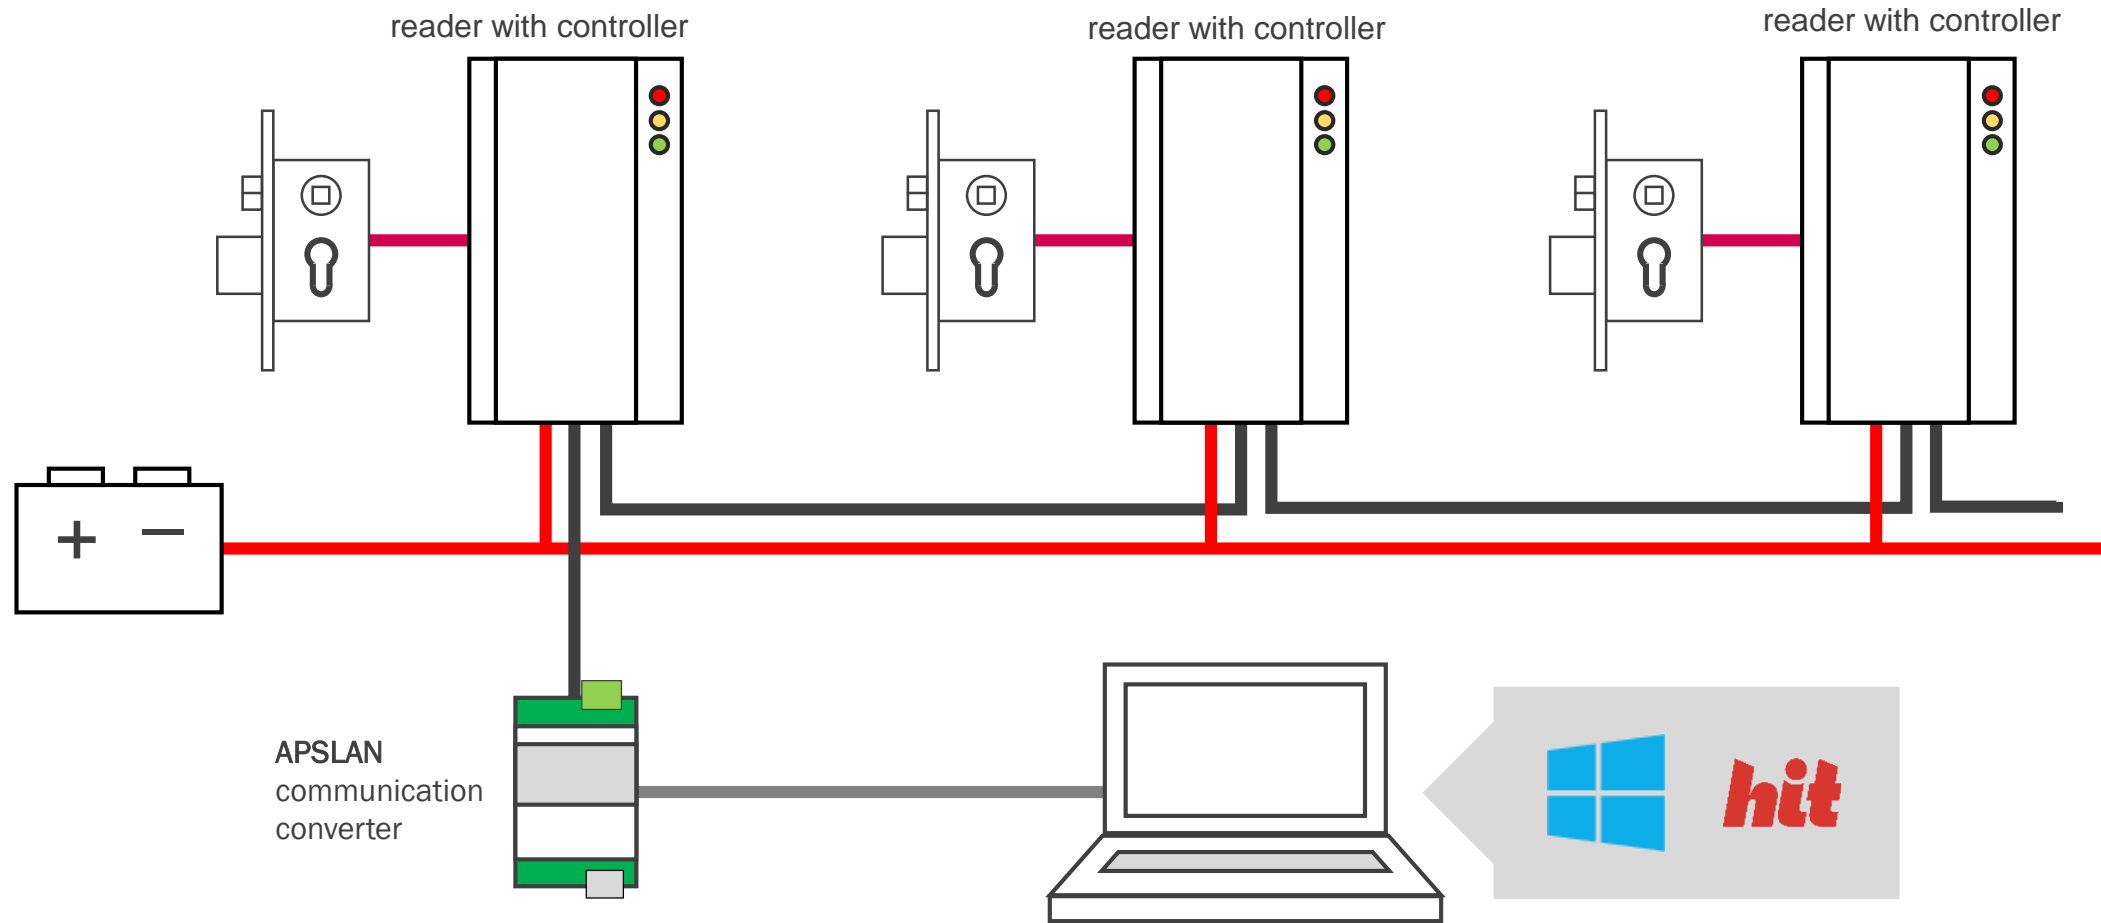 reader with controller
reader with controller
reader with controller
+ −
APSLAN
communication
converter
hit